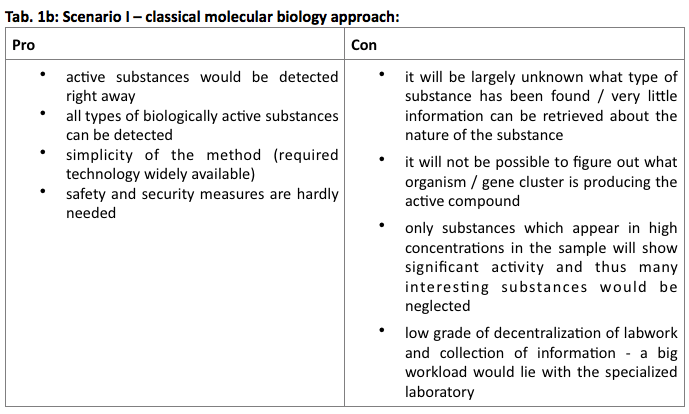 Tab. 1b: Scenario I – classical molecular biology approach:
Pro
• active substances would be detected
right away
• all types of biologically active substances
can be detected
• simplicity of the method (required
technology widely available)
• safety and security measures are hardly
needed
Con
• it will be largely unknown what type of
substance has been found / very little
information can be retrieved about the
nature of the substance
• it will not be possible to figure out what
organism / gene cluster is producing the
active compound
• only substances which appear in high
concentrations in the sample will show
significant activity and thus many
interesting substances would be
neglected
• low grade of decentralization of labwork
and collection of information - a big
workload would lie with the specialized
laboratory